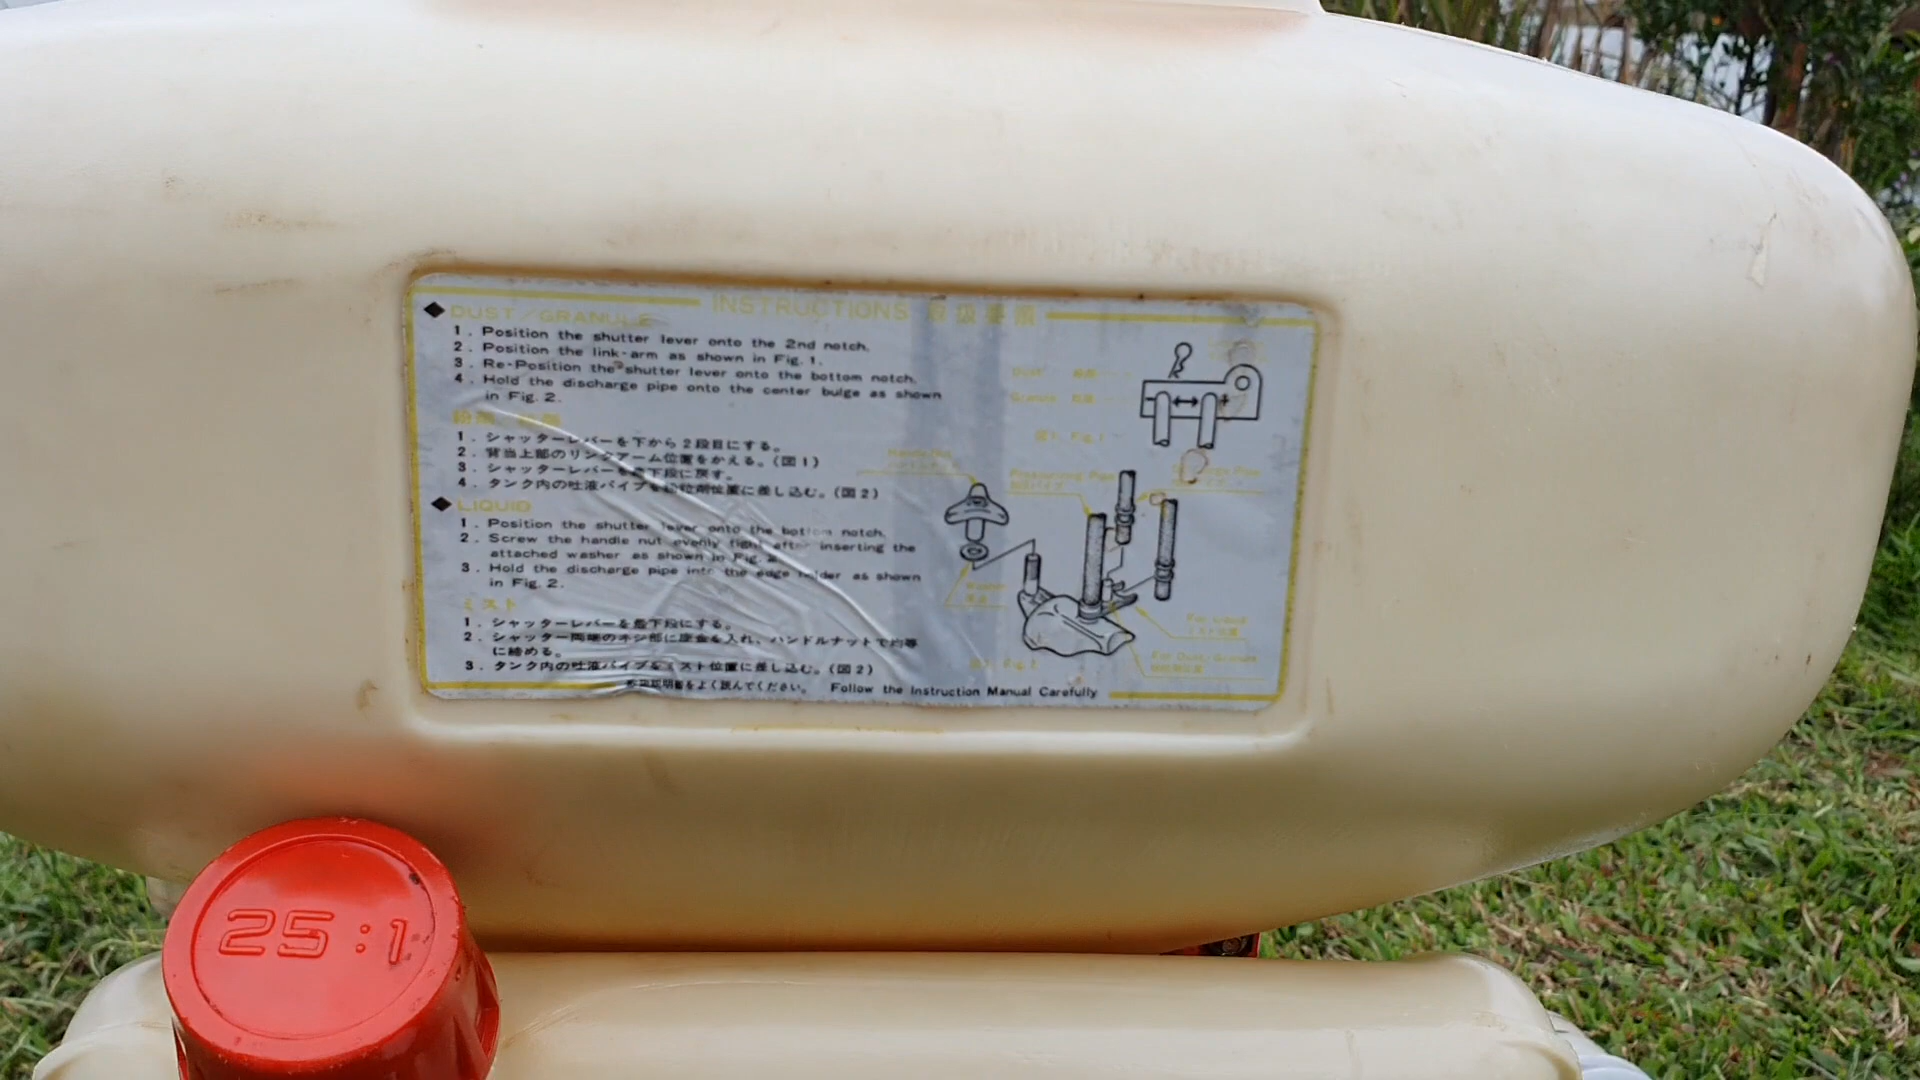 INSTRUCTIONS 取扱要領
◆DUST/GRANULE
1. Position the shutter lever onto the 2nd notch.
2. Position the link-arm as shown in Fig. 1.
3. Re-Position the shutter lever onto the bottom notch.
4. Hold the discharge pipe onto the center bulge as shown
in Fig. 2.
1. シャッターレバーを下から2段目にする。
2. 背当上部のリンクアーム位置をかえる。(図1)
3. シャッターレバーを最下段に戻す。
4. タンク内の吐液パイプを粉粒剤位置に差し込む。(図2)
◆LIQUID
1. Position the shutter lever onto the bottom notch.
2. Screw the handle nut evenly tight after inserting the
attached washer as shown in Fig. 2.
3. Hold the discharge pipe into the edge holder as shown
in Fig. 2.
ミスト
1. シャッターレバーを最下段にする。
2. シャッター両端のネジ部に座金を入れ、ハンドルナットで均等
に締める。
3. タンク内の吐液パイプをミスト位置に差し込む。(図2)
取扱説明書をよく読んでください。 Follow the Instruction Manual Carefully
Dust
Granule
図1 Fig.1
Handle Nut
Pressurizing Pipe
Washer
座金
For Liquid
For Dust, Granule
25:1